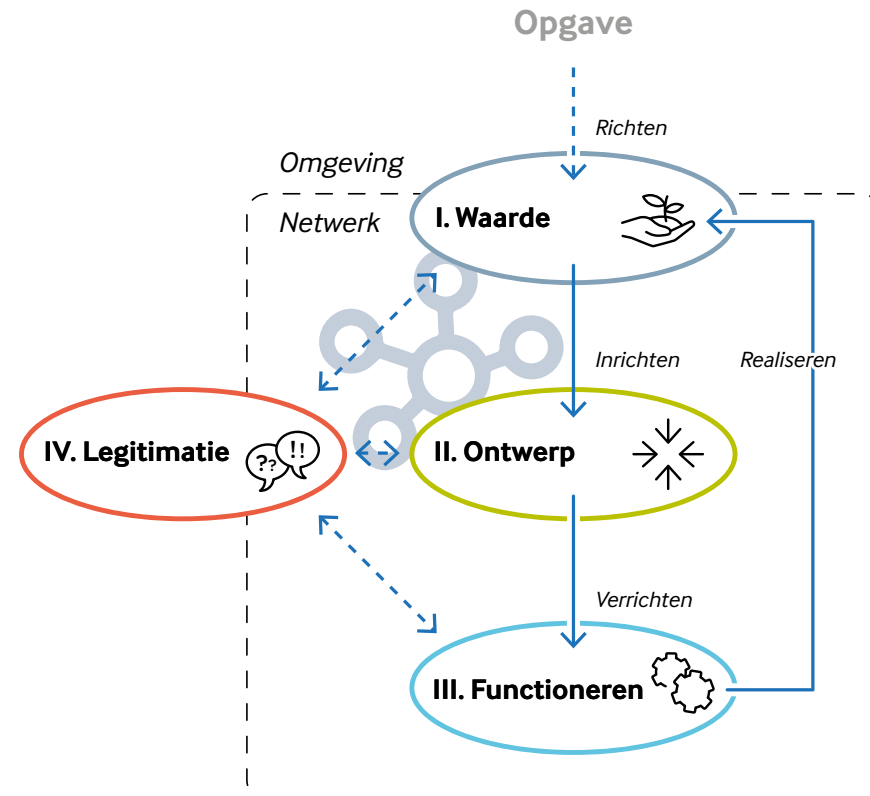 Opgave
Richten
Omgeving
Netwerk
I. Waarde
Inrichten
Realiseren
IV. Legitimatie
??
!!
II. Ontwerp
Verrichten
III. Functioneren